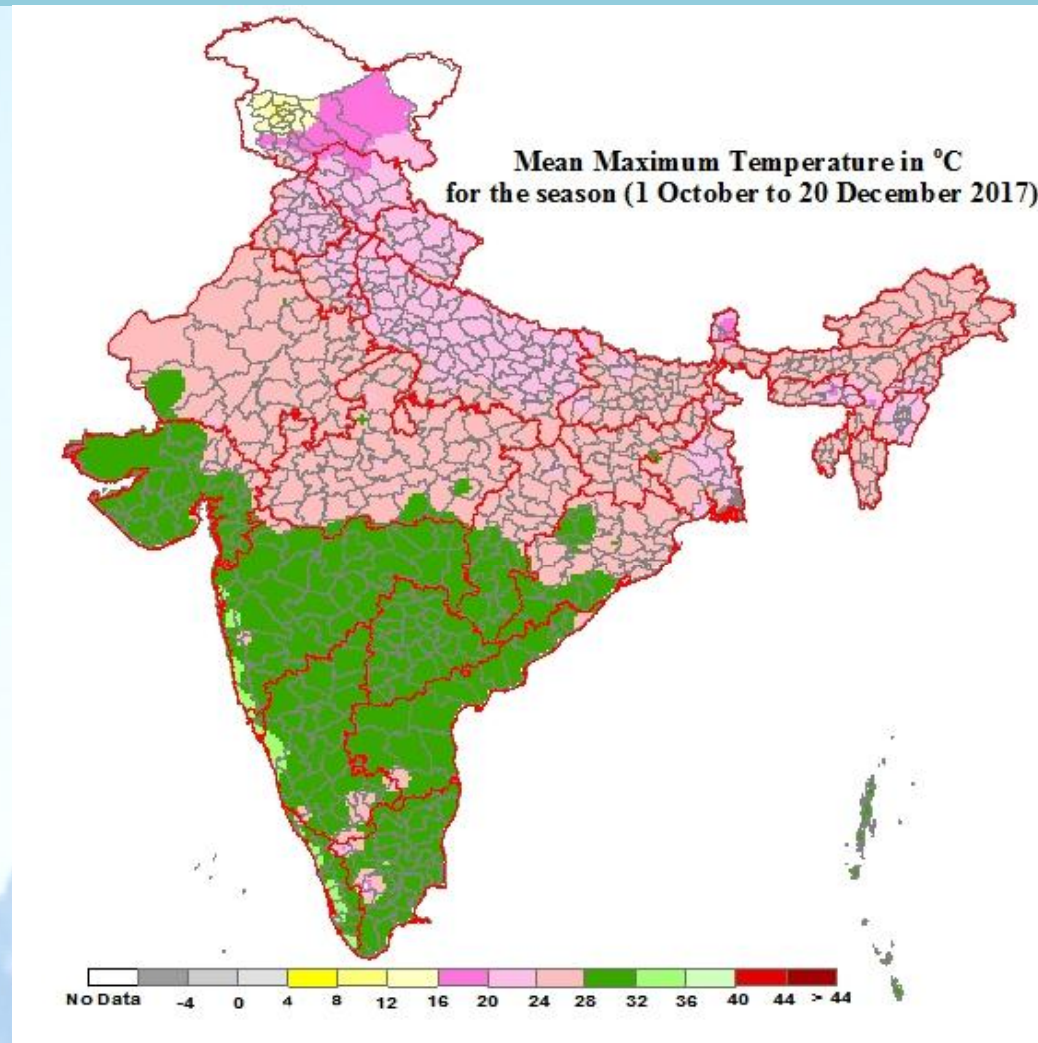 Mean Maximum Temperature in °C
for the season (1 October to 20 December 2017)
No Data -4 0 4 8 12 16 20 24 28 32 36 40 44 > 44